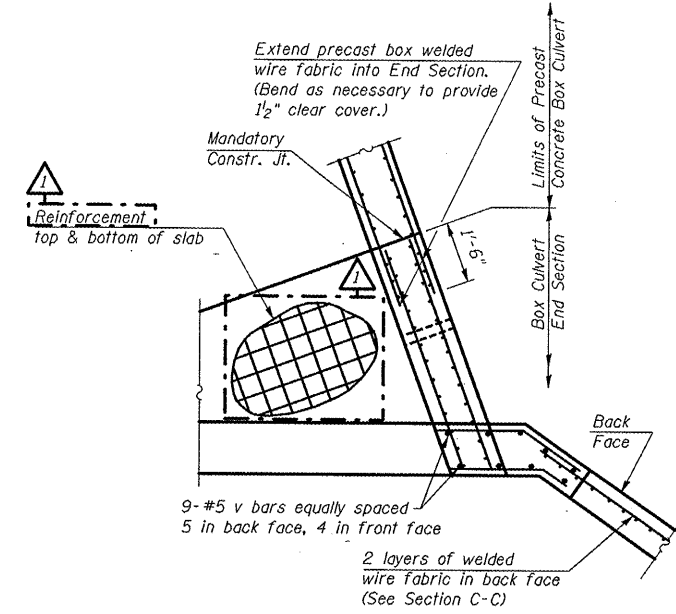 Extend precast box welded
wire fabric into End Section.
(Bend as necessary to provide
1½" clear cover.)
Limits of Precast
Concrete Box Culvert
Mandatory
Constr. Jt.
1
Reinforcement
top & bottom of slab
1'-9"
1
Box Culvert
End Section
Back
Face
9-#5 v bars equally spaced
5 in back face, 4 in front face
2 layers of welded
wire fabric in back face
(See Section C-C)